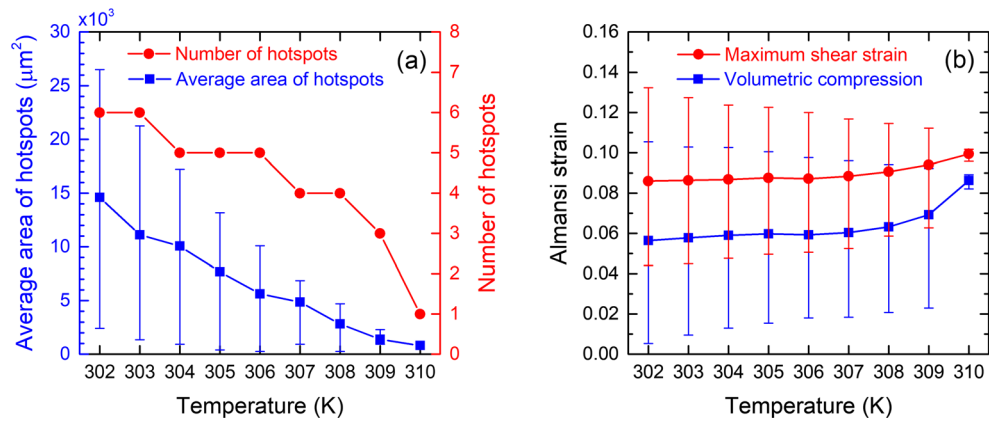 ×10³
30
25
20
15
10
5
0
Average area of hotspots (μm²)
Number of hotspots
Average area of hotspots
(a)
8
7
6
5
4
3
2
1
0
Number of hotspots
302 303 304 305 306 307 308 309 310
Temperature (K)
0.16
0.14
0.12
0.10
0.08
0.06
0.04
0.02
0.00
Almansi strain
Maximum shear strain
Volumetric compression
(b)
302 303 304 305 306 307 308 309 310
Temperature (K)